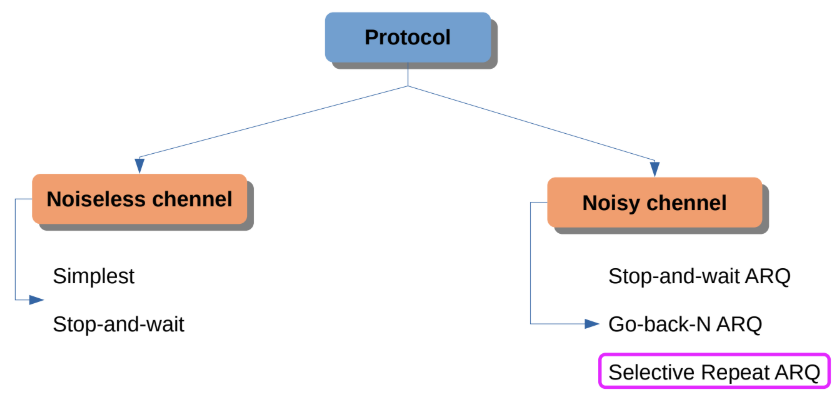 Protocol
Noiseless chennel
Simplest
Stop-and-wait
Noisy chennel
Stop-and-wait ARQ
Go-back-N ARQ
Selective Repeat ARQ